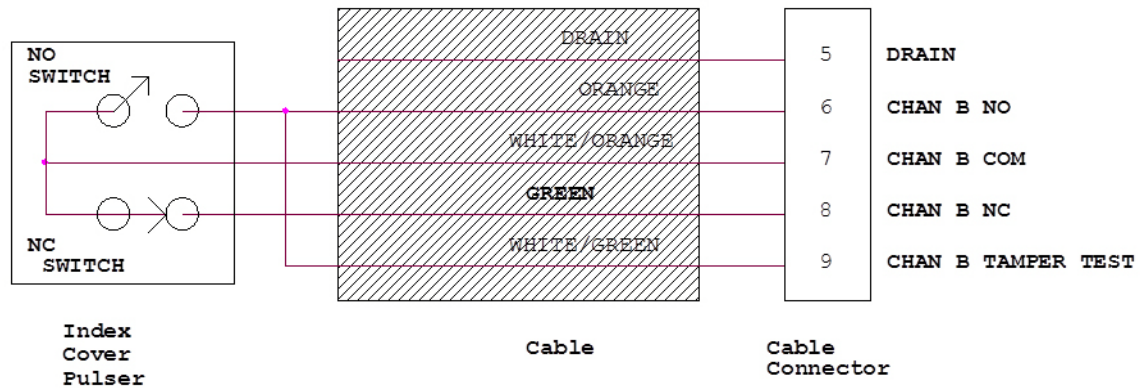 NO
SWITCH
NC
SWITCH
Index
Cover
Pulser
DRAIN
ORANGE
WHITE/ORANGE
GREEN
WHITE/GREEN
Cable
5 DRAIN
6 CHAN B NO
7 CHAN B COM
8 CHAN B NC
9 CHAN B TAMPER TEST
Cable
Connector